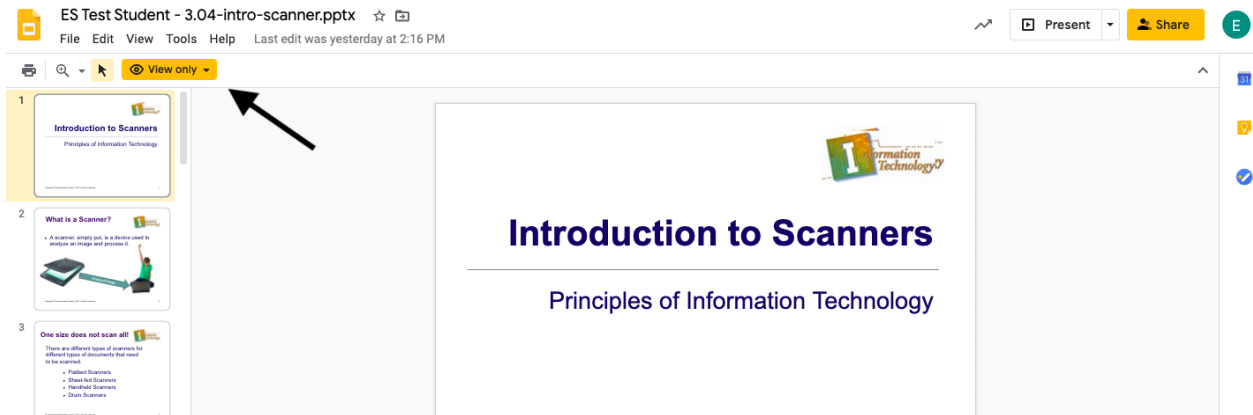 ES Test Student - 3.04-intro-scanner.pptx
File Edit View Tools Help Last edit was yesterday at 2:16 PM
Present
Share
E
View only
31
1
Introduction to Scanners
Principles of Information Technology
2
What is a Scanner?
• A scanner, simply put, is a device used to
analyze an image and process it.
3
One size does not scan all!
There are different types of scanners for
different types of documents that need
to be scanned.
• Flatbed Scanners
• Sheet-fed Scanners
• Handheld Scanners
• Drum Scanners
Information
Technology
Introduction to Scanners
Principles of Information Technology